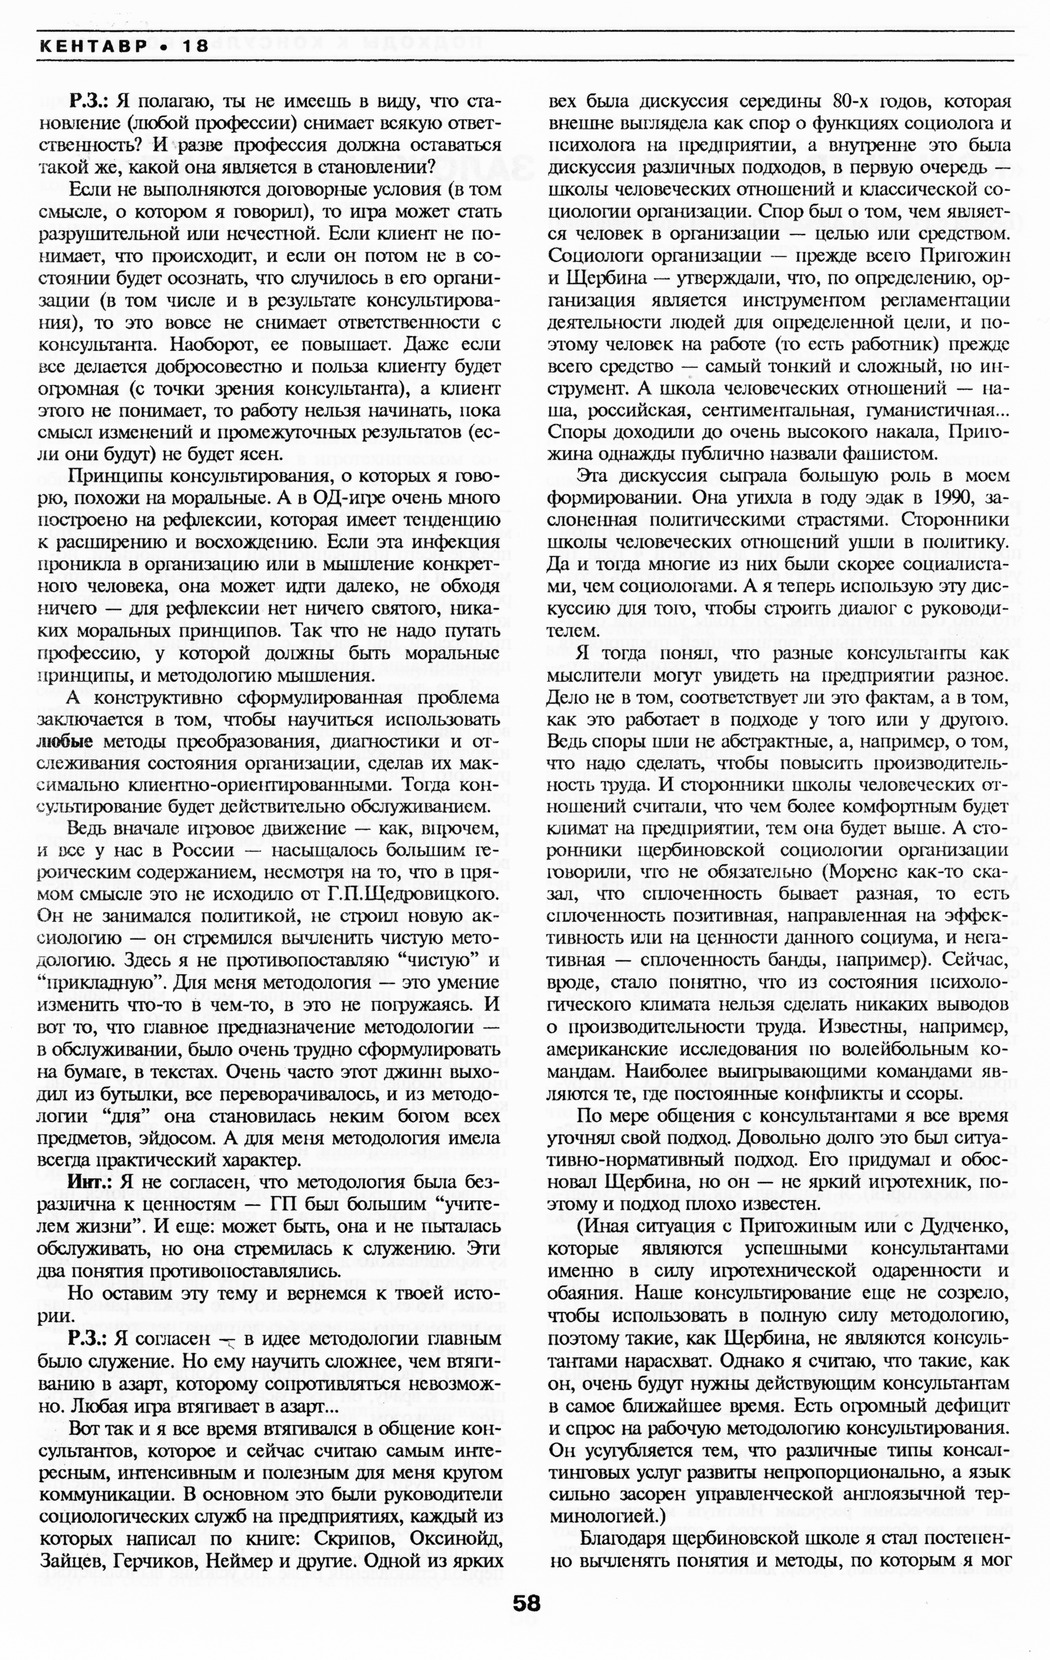 КЕНТАВР • 18
Р.З.: Я полагаю, ты не имеешь в виду, что ста-
новление (любой профессии) снимает всякую ответ-
ственность? И разве профессия должна оставаться
такой же, какой она является в становлении?
Если не выполняются договорные условия (в том
смысле, о котором я говорил), то игра может стать
разрушительной или нечестной. Если клиент не по-
нимает, что происходит, и если он потом не в со-
стоянии будет осознать, что случилось в его органи-
зации (в том числе и в результате консультирова-
ния), то это вовсе не снимает ответственности с
консультанта. Наоборот, ее повышает. Даже если
все делается добросовестно и польза клиенту будет
огромная (с точки зрения консультанта), а клиент
этого не понимает, то работу нельзя начинать, пока
смысл изменений и промежуточных результатов (ес-
ли они будут) не будет ясен.
Принципы консультирования, о которых я гово-
рю, похожи на моральные. А в ОД-игре очень много
построено на рефлексии, которая имеет тенденцию
к расширению и восхождению. Если эта инфекция
проникла в организацию или в мышление конкрет-
ного человека, она может идти далеко, не обходя
ничего — для рефлексии нет ничего святого, ника-
ких моральных принципов. Так что не надо путать
профессию, у которой должны быть моральные
принципы, и методологию мышления.
А конструктивно сформулированная проблема
заключается в том, чтобы научиться использовать
любые методы преобразования, диагностики и от-
слеживания состояния организации, сделав их мак-
симально клиентно-ориентированными. Тогда кон-
сультирование будет действительно обслуживанием.
Ведь вначале игровое движение — как, впрочем,
и все у нас в России — насыщалось большим ге-
роическим содержанием, несмотря на то, что в пря-
мом смысле это не исходило от Г.П.Щедровицкого.
Он не занимался политикой, не строил новую ак-
сиологию — он стремился вычленить чистую мето-
дологию. Здесь я не противопоставляю “чистую” и
“прикладную”. Для меня методология — это умение
изменить что-то в чем-то, в это не погружаясь. И
вот то, что главное предназначение методологии —
в обслуживании, было очень трудно сформулировать
на бумаге, в текстах. Очень часто этот джинн выхо-
дил из бутылки, все переворачивалось, и из методо-
логии “для” она становилась неким богом всех
предметов, эйдосом. А для меня методология имела
всегда практический характер.
Инт.: Я не согласен, что методология была без-
различна к ценностям — ГП был большим “учите-
лем жизни”. И еще: может быть, она и не пыталась
обслуживать, но она стремилась к служению. Эти
два понятия противопоставлялись.
Но оставим эту тему и вернемся к твоей исто-
рии.
Р.З.: Я согласен — в идее методологии главным
было служение. Но ему научить сложнее, чем втяги-
ванию в азарт, которому сопротивляться невозмож-
но. Любая игра втягивает в азарт...
Вот так и я все время втягивался в общение кон-
сультантов, которое и сейчас считаю самым инте-
ресным, интенсивным и полезным для меня кругом
коммуникации. В основном это были руководители
социологических служб на предприятиях, каждый из
которых написал по книге: Скрипов, Оксинойд,
Зайцев, Герчиков, Неймер и другие. Одной из ярких
вех была дискуссия середины 80-х годов, которая
внешне выглядела как спор о функциях социолога и
психолога на предприятии, а внутренне это была
дискуссия различных подходов, в первую очередь —
школы человеческих отношений и классической со-
циологии организации. Спор был о том, чем являет-
ся человек в организации — целью или средством.
Социологи организации — прежде всего Пригожин
и Щербина — утверждали, что, по определению, ор-
ганизация является инструментом регламентации
деятельности людей для определенной цели, и по-
этому человек на работе (то есть работник) прежде
всего средство — самый тонкий и сложный, но ин-
струмент. А школа человеческих отношений — на-
ша, российская, сентиментальная, гуманистичная...
Споры доходили до очень высокого накала, Приго-
жина однажды публично назвали фашистом.
Эта дискуссия сыграла большую роль в моем
формировании. Она утихла в году эдак в 1990, за-
слоненная политическими страстями. Сторонники
школы человеческих отношений ушли в политику.
Да и тогда многие из них были скорее социалиста-
ми, чем социологами. А я теперь использую эту дис-
куссию для того, чтобы строить диалог с руководи-
телем.
Я тогда понял, что разные консультанты как
мыслители могут увидеть на предприятии разное.
Дело не в том, соответствует ли это фактам, а в том,
как это работает в подходе у того или у другого.
Ведь споры шли не абстрактные, а, например, о том,
что надо сделать, чтобы повысить производитель-
ность труда. И сторонники школы человеческих от-
ношений считали, что чем более комфортным будет
климат на предприятии, тем она будет выше. А сто-
ронники щербиновской социологии организации
говорили, что не обязательно (Морено как-то ска-
зал, что сплоченность бывает разная, то есть
сплоченность позитивная, направленная на эффек-
тивность или на ценности данного социума, и нега-
тивная — сплоченность банды, например). Сейчас,
вроде, стало понятно, что из состояния психоло-
гического климата нельзя сделать никаких выводов
о производительности труда. Известны, например,
американские исследования по волейбольным ко-
мандам. Наиболее выигрывающими командами яв-
ляются те, где постоянные конфликты и ссоры.
По мере общения с консультантами я все время
уточнял свой подход. Довольно долго это был ситуа-
тивно-нормативный подход. Его придумал и обос-
новал Щербина, но он — не яркий игротехник, по-
этому и подход плохо известен.
(Иная ситуация с Пригожиным или с Дудченко,
которые являются успешными консультантами
именно в силу игротехнической одаренности и
обаяния. Наше консультирование еще не созрело,
чтобы использовать в полную силу методологию,
поэтому такие, как Щербина, не являются консуль-
тантами нарасхват. Однако я считаю, что такие, как
он, очень будут нужны действующим консультантам
в самое ближайшее время. Есть огромный дефицит
и спрос на рабочую методологию консультирования.
Он усугубляется тем, что различные типы консал-
тинговых услуг развиты непропорционально, а язык
сильно засорен управленческой англоязычной тер-
минологией.)
Благодаря щербиновской школе я стал постепен-
но вычленять понятия и методы, по которым я мог
58